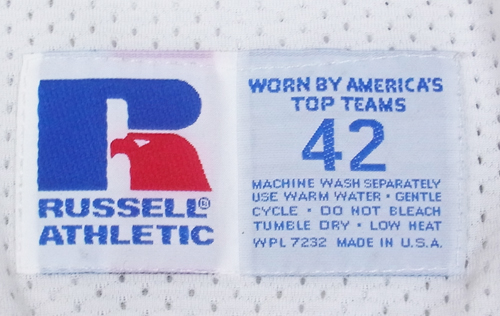 R
RUSSELL®
ATHLETIC
WORN BY AMERICA'S
TOP TEAMS
42
MACHINE WASH SEPARATELY
USE WARM WATER • GENTLE
CYCLE • DO NOT BLEACH
TUMBLE DRY • LOW HEAT
WPL 7232 MADE IN U.S.A.